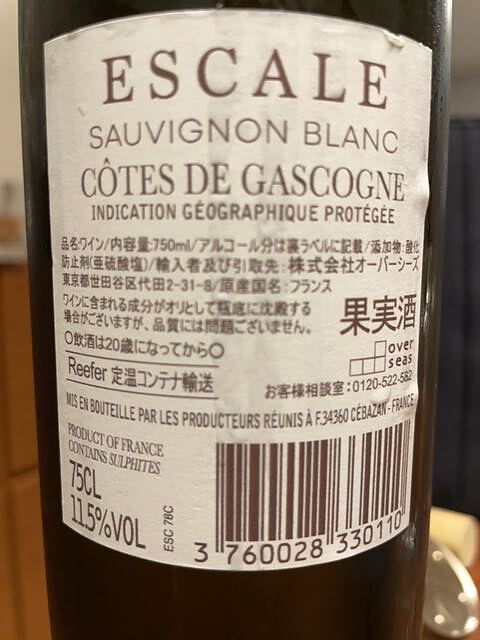 ESCALE
SAUVIGNON BLANC
CÔTES DE GASCOGNE
INDICATION GÉOGRAPHIQUE PROTÉGÉE
品名:ワイン/内容量:750ml/アルコール分は裏ラベルに記載/添加物:酸化
防止剤(亜硫酸塩)/輸入者及び引取先:株式会社オーバーシーズ
東京都世田谷区代田2-31-8/原産国名:フランス
ワインに含まれる成分がオリとして瓶底に沈殿する
場合がございますが、品質には問題ございません。
果実酒
○飲酒は20歳になってから○
over
seas
Reefer 定温コンテナ輸送
お客様相談室:0120-522-582
MIS EN BOUTEILLE PAR LES PRODUCTEURS RÉUNIS À F.34360 CÉBAZAN - FRANCE
PRODUCT OF FRANCE
CONTAINS SULPHITES
75CL
11.5%VOL
ESC 78C
3 760028 330110